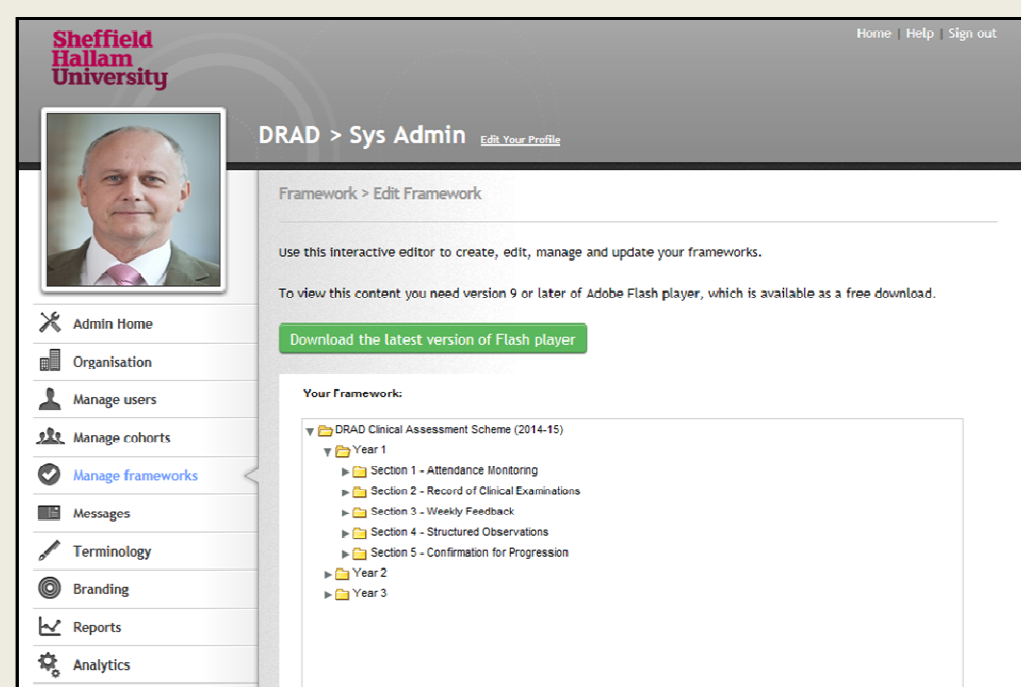 Sheffield
Hallam
University
Home | Help | Sign out
DRAD > Sys Admin Edit Your Profile
Framework > Edit Framework
Use this interactive editor to create, edit, manage and update your frameworks.
To view this content you need version 9 or later of Adobe Flash player, which is available as a free download.
Download the latest version of Flash player
Admin Home
Organisation
Manage users
Manage cohorts
Manage frameworks
Messages
Terminology
Branding
Reports
Analytics
Your Framework:
DRAD Clinical Assessment Scheme (2014-15)
Year 1
Section 1 - Attendance Monitoring
Section 2 - Record of Clinical Examinations
Section 3 - Weekly Feedback
Section 4 - Structured Observations
Section 5 - Confirmation for Progression
Year 2
Year 3